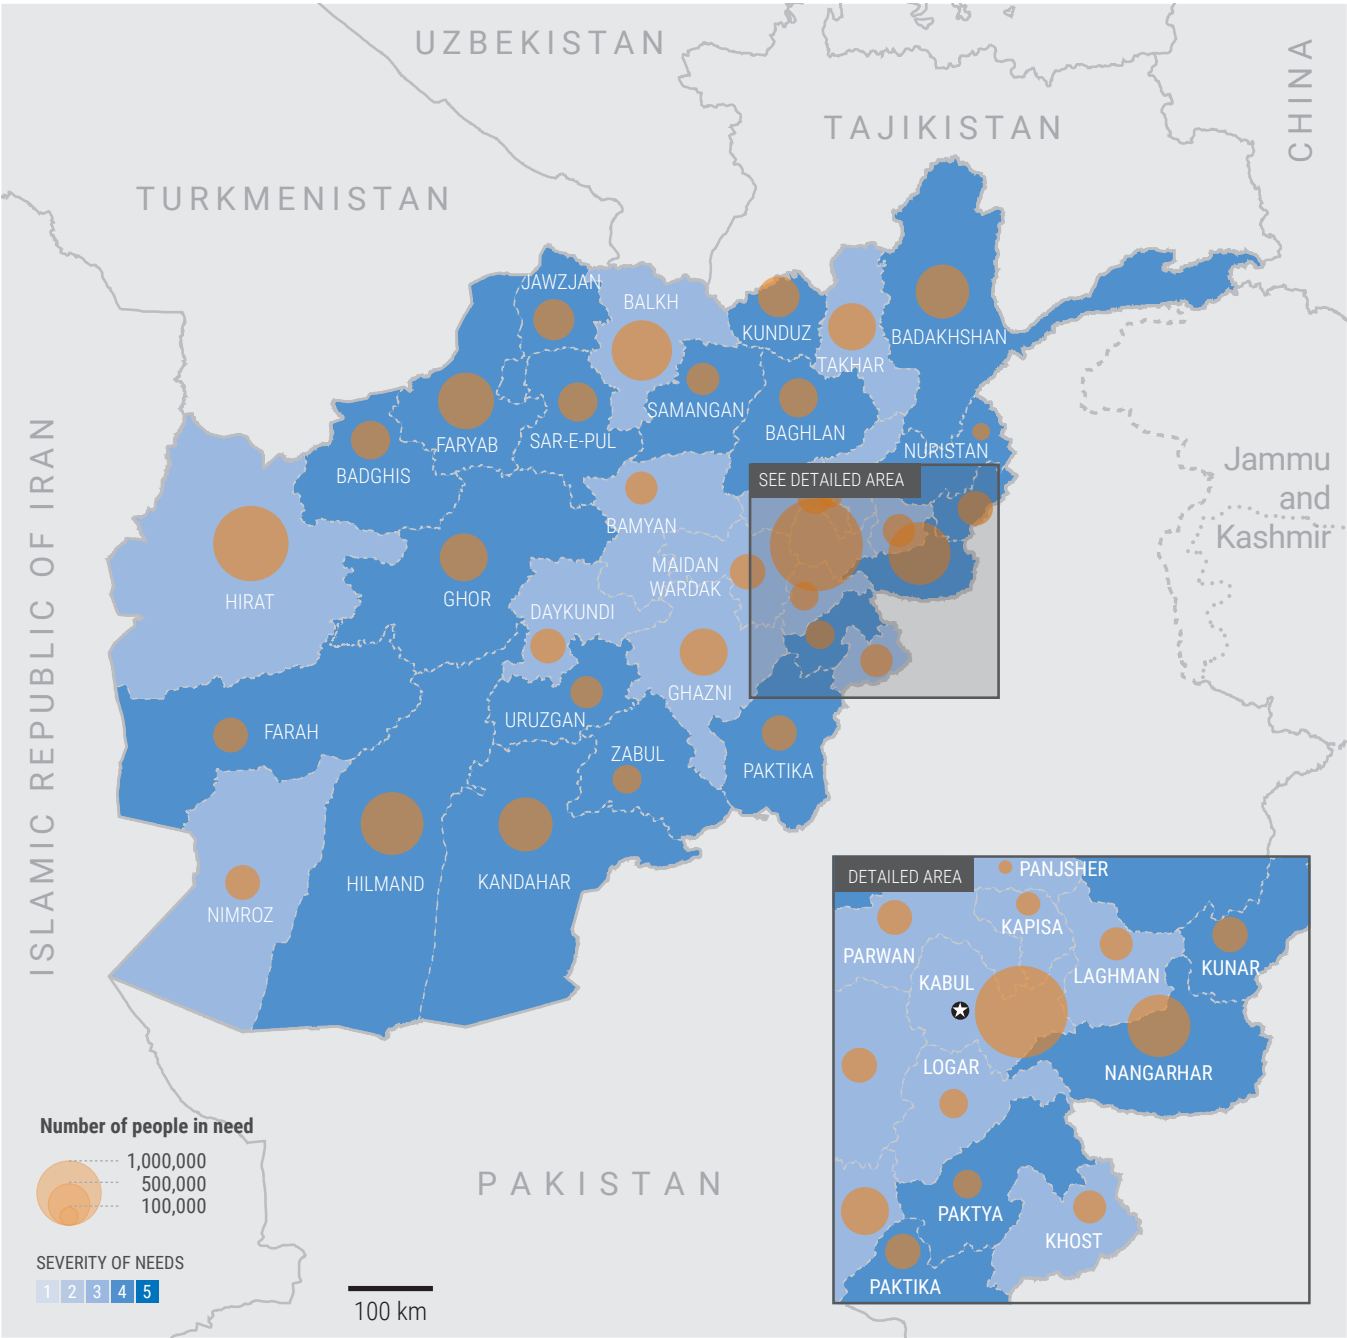 UZBEKISTAN
CHINA
TAJIKISTAN
TURKMENISTAN
JAWZJAN
BALKH
KUNDUZ
BADAKHSHAN
TAKHAR
SAMANGAN
FARYAB
SAR-E-PUL
BAGHLAN
NURISTAN
BADGHIS
Jammu
and
Kashmir
SEE DETAILED AREA
BAMYAN
MAIDAN
WARDAK
HIRAT
GHOR
DAYKUNDI
GHAZNI
URUZGAN
FARAH
ZABUL
PAKTIKA
ISLAMIC REPUBLIC OF IRAN
HILMAND
KANDAHAR
NIMROZ
DETAILED AREA
PANJSHER
KAPISA
PARWAN
LAGHMAN
KUNAR
KABUL
LOGAR
NANGARHAR
PAKTYA
KHOST
PAKTIKA
PAKISTAN
Number of people in need
1,000,000
500,000
100,000
SEVERITY OF NEEDS
1 2 3 4 5
100 km